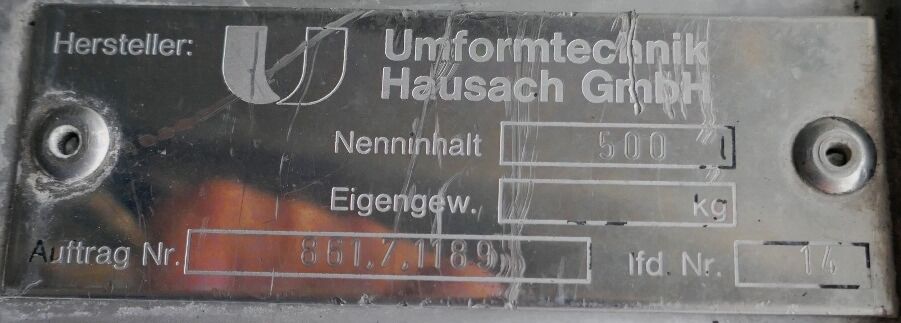 Hersteller: Umformtechnik
Hausach GmbH
Nenninhalt 500 l
Eigengew. kg
Auftrag Nr. 861.7.1189 lfd. Nr. 14